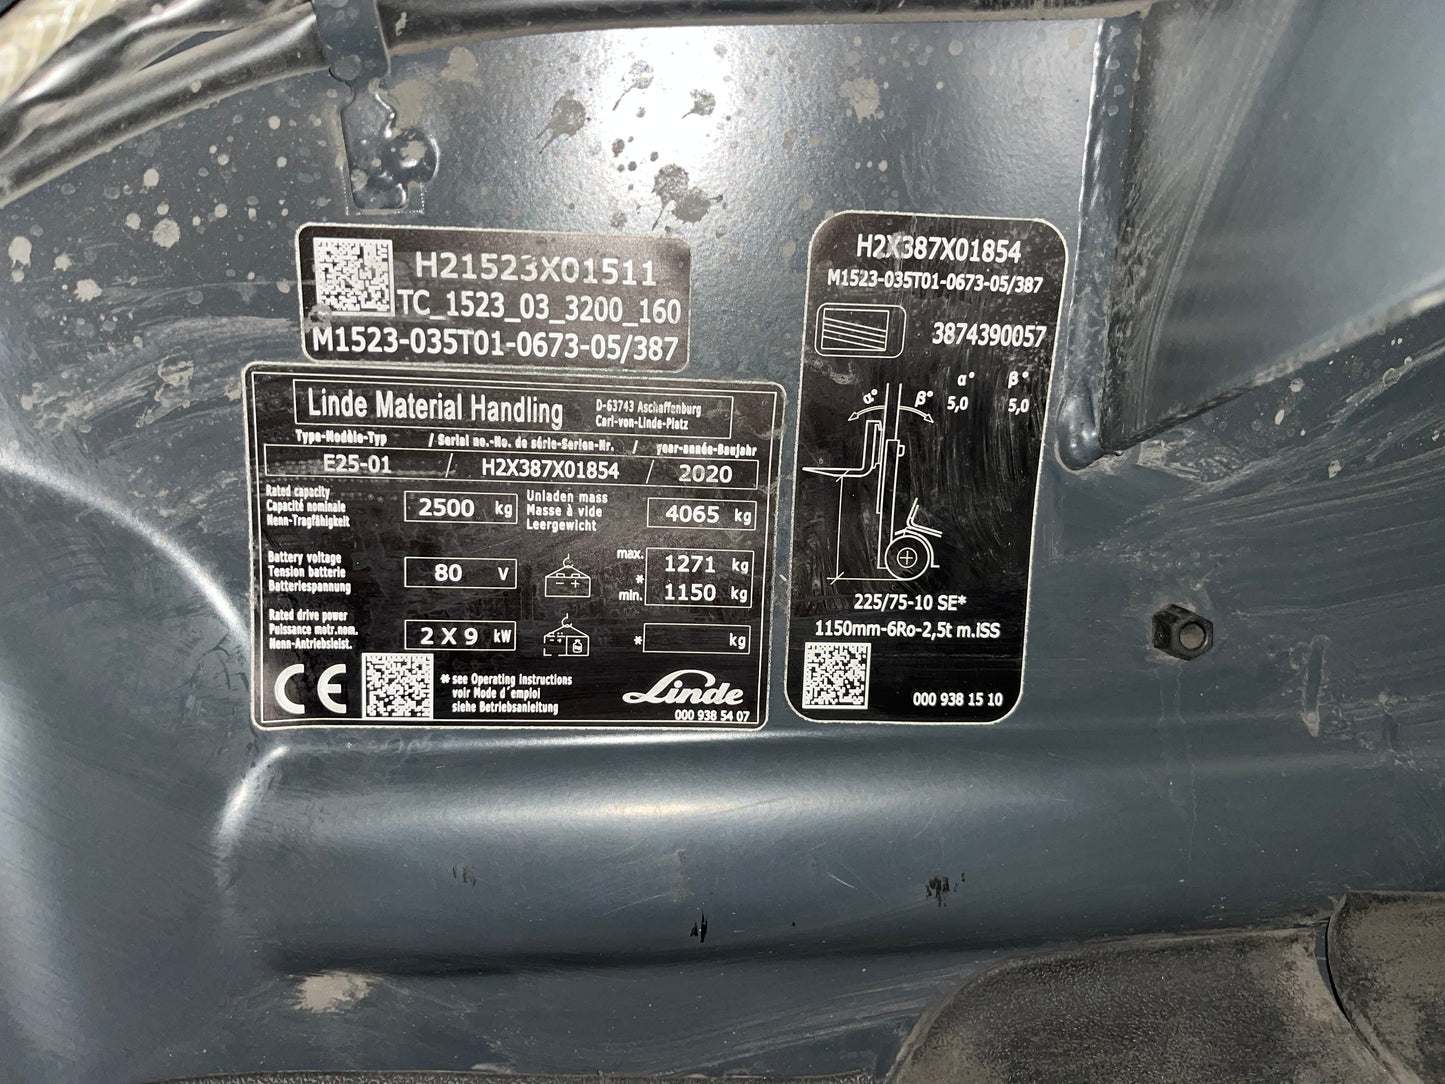 H21523X01511
TC_1523_03_3200_160
M1523-035T01-0673-05/387
Linde Material Handling
D-63743 Aschaffenburg
Carl-von-Linde-Platz
Type-Modèle-Typ / Serial no.-No. de série-Serien-Nr. / year-année-Baujahr
E25-01 / H2X387X01854 / 2020
Rated capacity
Capacité nominale
Nenn-Tragfähigkeit
2500 kg
Unladen mass
Masse à vide
Leergewicht
4065 kg
Battery voltage
Tension batterie
Batteriespannung
80 V
max. 1271 kg
*
min. 1150 kg
Rated drive power
Puissance motr.nom.
Nenn-Antriebsleist.
2 X 9 kW
* kg
CE
* see Operating instructions
voir Mode d´emploi
siehe Betriebsanleitung
Linde
000 938 54 07
H2X387X01854
M1523-035T01-0673-05/387
3874390057
α° β°
α° β°
5,0 5,0
225/75-10 SE*
1150mm-6Ro-2,5t m.iSS
000 938 15 10